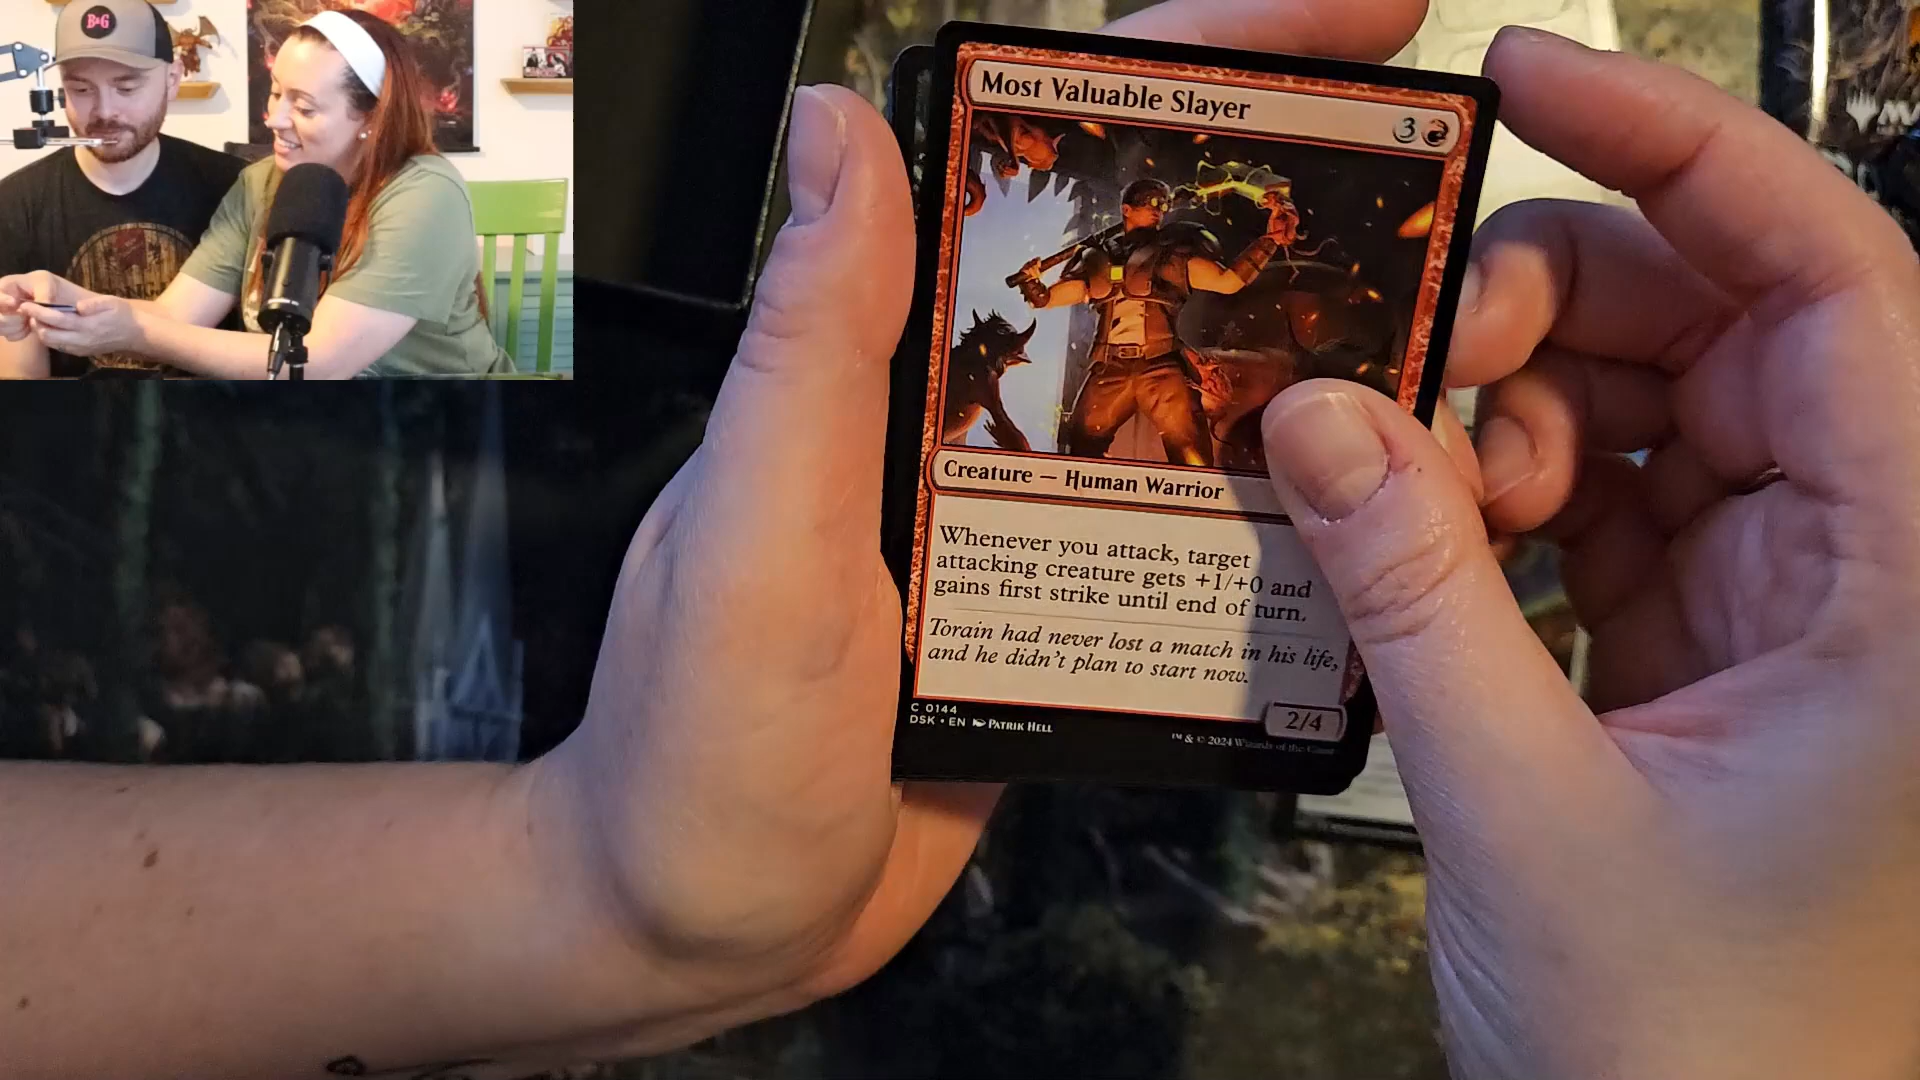 B&G
Most Valuable Slayer
3
Creature — Human Warrior
Whenever you attack, target
attacking creature gets +1/+0 and
gains first strike until end of turn.
Torain had never lost a match in his life,
and he didn't plan to start now.
2/4
C 0144
DSK • EN Patrik Hell
™ & © 2024 Wizards of the Coast